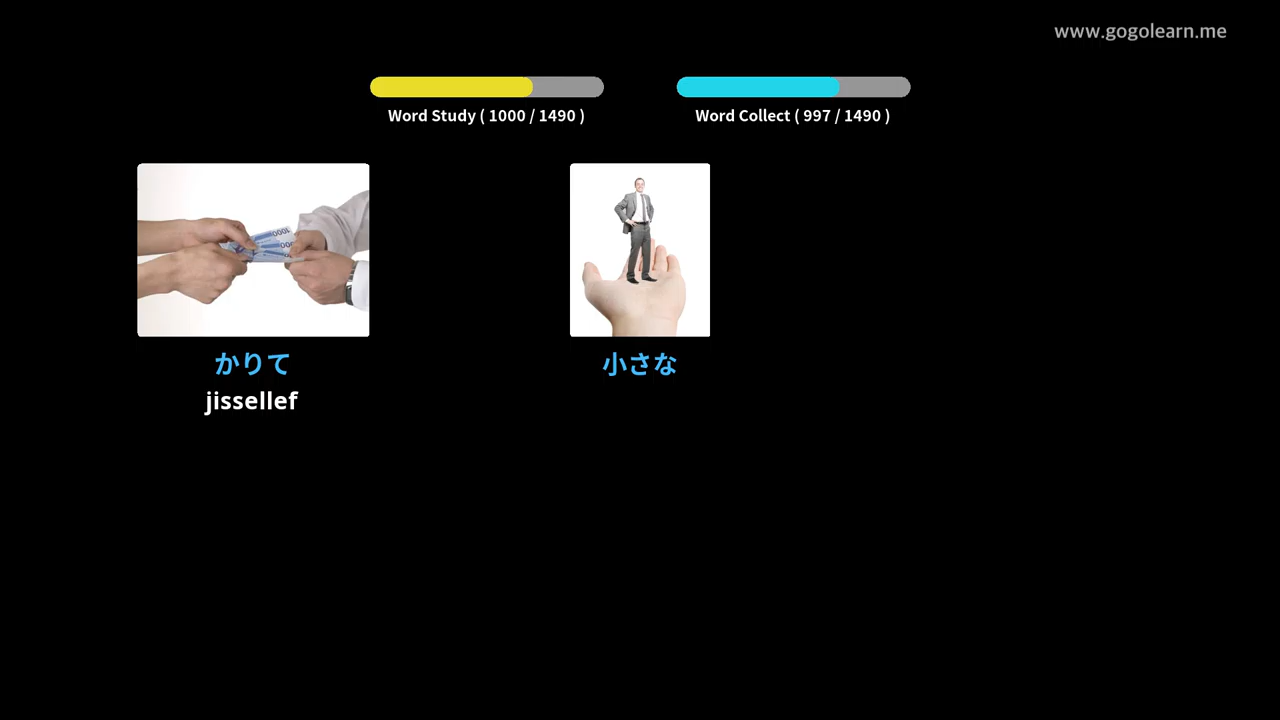 www.gogolearn.me
Word Study ( 1000 / 1490 )
Word Collect ( 997 / 1490 )
かりて
jissellef
小さな